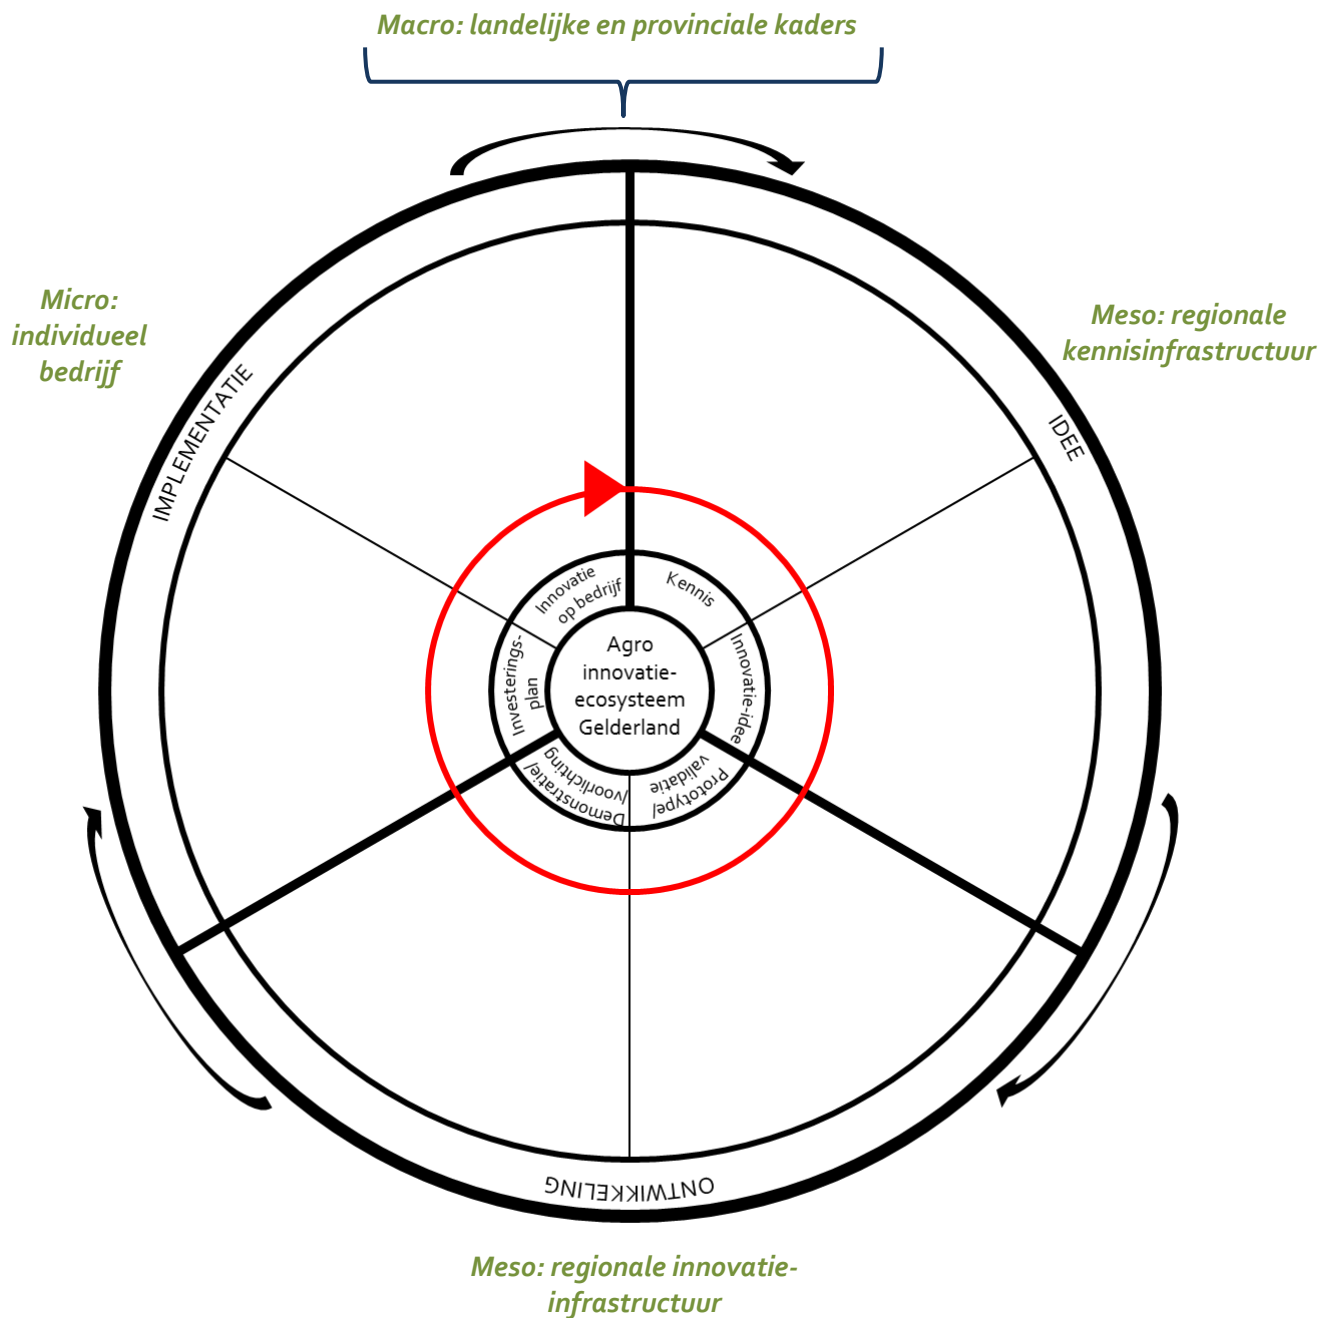 Macro: landelijke en provinciale kaders
Micro:
individueel
bedrijf
Meso: regionale
kennisinfrastructuur
IMPLEMENTATIE
IDEE
Innovatie
op bedrijf
Kennis
Investerings-
plan
Agro
innovatie-
ecosysteem
Gelderland
Innovatie-idee
Demonstratie/
/voorlichting
Prototype/
validatie
ONTWIKKELING
Meso: regionale innovatie-
infrastructuur